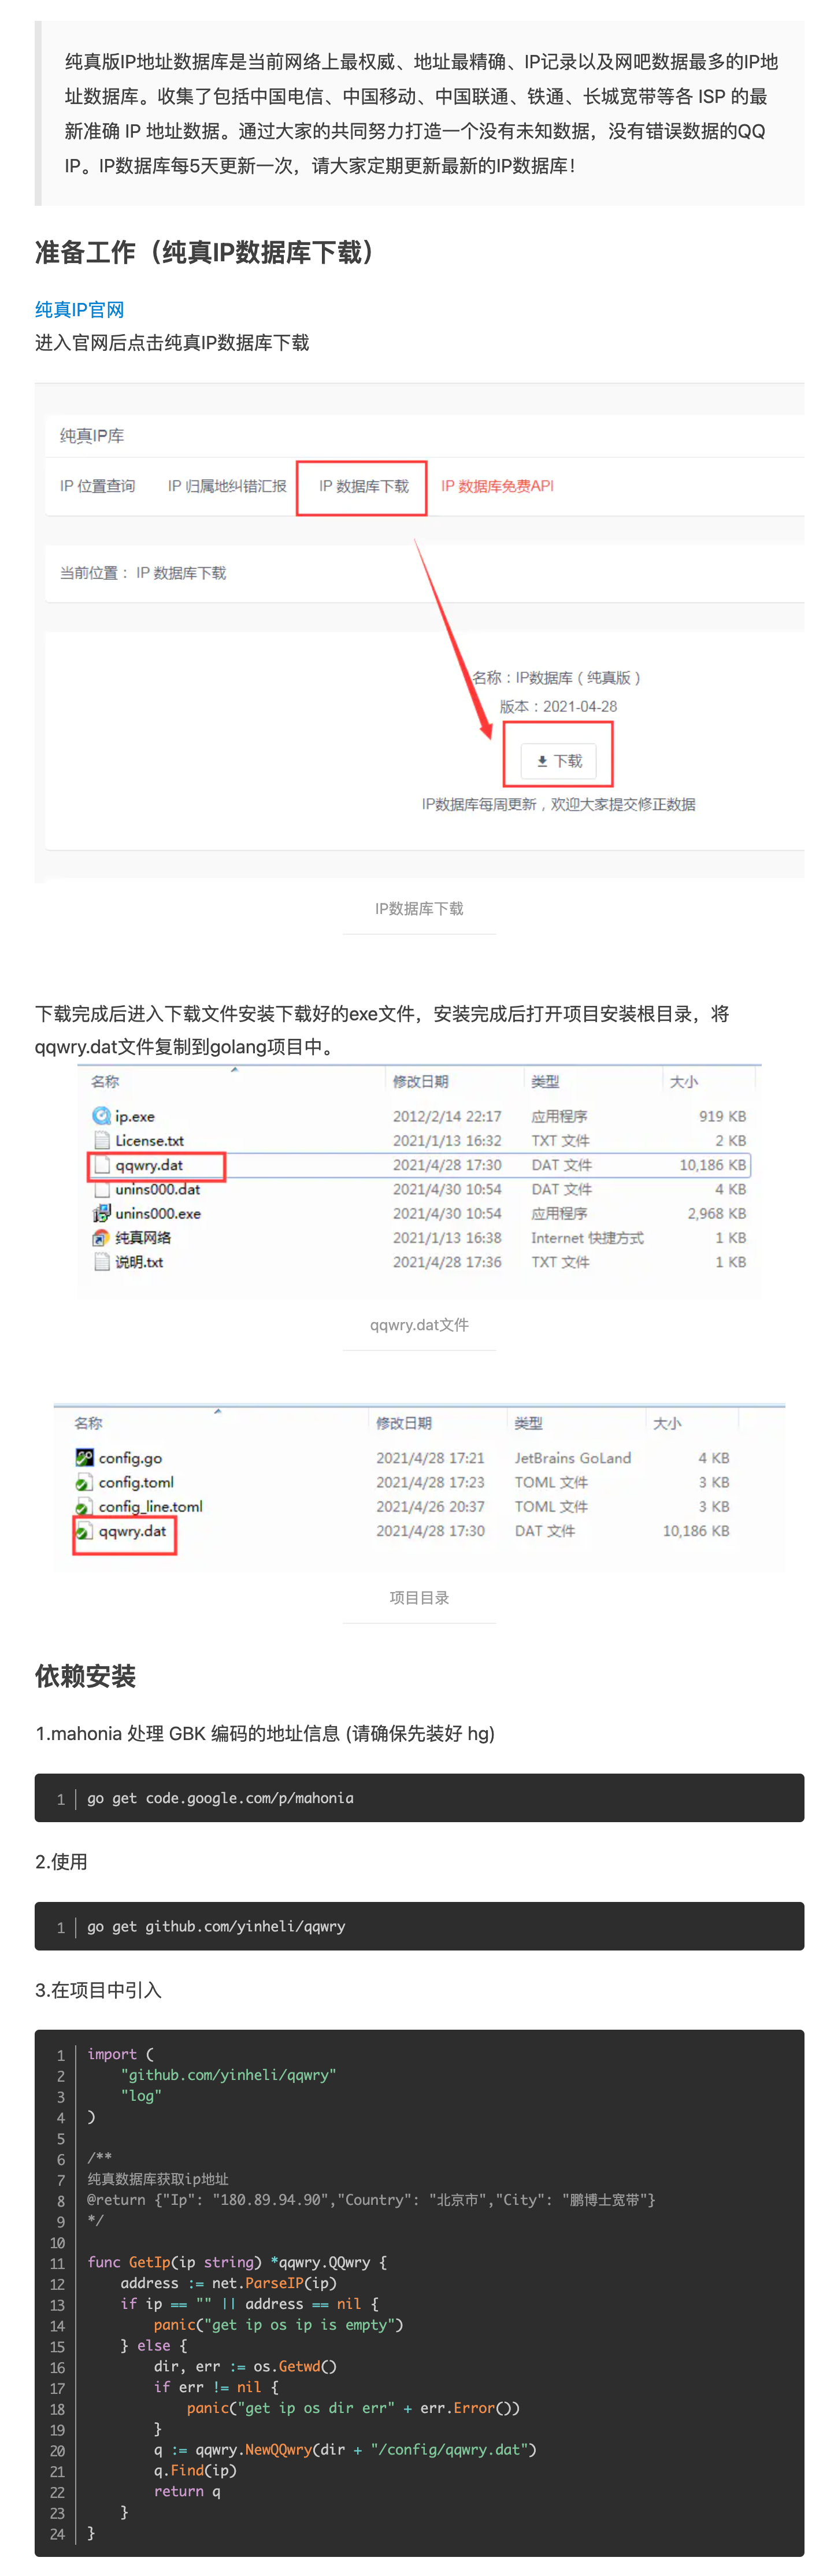 纯真版IP地址数据库是当前网络上最权威、地址最精确、IP记录以及网吧数据最多的IP地
址数据库。收集了包括中国电信、中国移动、中国联通、铁通、长城宽带等各 ISP 的最
新准确 IP 地址数据。通过大家的共同努力打造一个没有未知数据，没有错误数据的QQ
IP。IP数据库每5天更新一次，请大家定期更新最新的IP数据库！
准备工作（纯真IP数据库下载）
纯真IP官网
进入官网后点击纯真IP数据库下载
纯真IP库
IP 位置查询 IP 归属地纠错汇报 IP 数据库下载 IP 数据库免费API
当前位置： IP 数据库下载
名称：IP数据库（纯真版）
版本：2021-04-28
下载
IP数据库每周更新，欢迎大家提交修正数据
IP数据库下载
下载完成后进入下载文件安装下载好的exe文件，安装完成后打开项目安装根目录，将
qqwry.dat文件复制到golang项目中。
名称 修改日期 类型 大小
ip.exe 2012/2/14 22:17 应用程序 919 KB
License.txt 2021/1/13 16:32 TXT 文件 2 KB
qqwry.dat 2021/4/28 17:30 DAT 文件 10,186 KB
unins000.dat 2021/4/30 10:54 DAT 文件 4 KB
unins000.exe 2021/4/30 10:54 应用程序 2,968 KB
纯真网络 2021/1/13 16:38 Internet 快捷方式 1 KB
说明.txt 2021/4/28 17:36 TXT 文件 1 KB
qqwry.dat文件
名称 修改日期 类型 大小
config.go 2021/4/28 17:21 JetBrains GoLand 4 KB
config.toml 2021/4/28 17:23 TOML 文件 3 KB
config_line.toml 2021/4/26 20:37 TOML 文件 3 KB
qqwry.dat 2021/4/28 17:30 DAT 文件 10,186 KB
项目目录
依赖安装
1.mahonia 处理 GBK 编码的地址信息 (请确保先装好 hg)
1 go get code.google.com/p/mahonia
2.使用
1 go get github.com/yinheli/qqwry
3.在项目中引入
1 import (
2 "github.com/yinheli/qqwry"
3 "log"
4 )
5
6 /**
7 纯真数据库获取ip地址
8 @return {"Ip": "180.89.94.90","Country": "北京市","City": "鹏博士宽带"}
9 */
10
11 func GetIp(ip string) *qqwry.QQwry {
12 address := net.ParseIP(ip)
13 if ip == "" || address == nil {
14 panic("get ip os ip is empty")
15 } else {
16 dir, err := os.Getwd()
17 if err != nil {
18 panic("get ip os dir err" + err.Error())
19 }
20 q := qqwry.NewQQwry(dir + "/config/qqwry.dat")
21 q.Find(ip)
22 return q
23 }
24 }